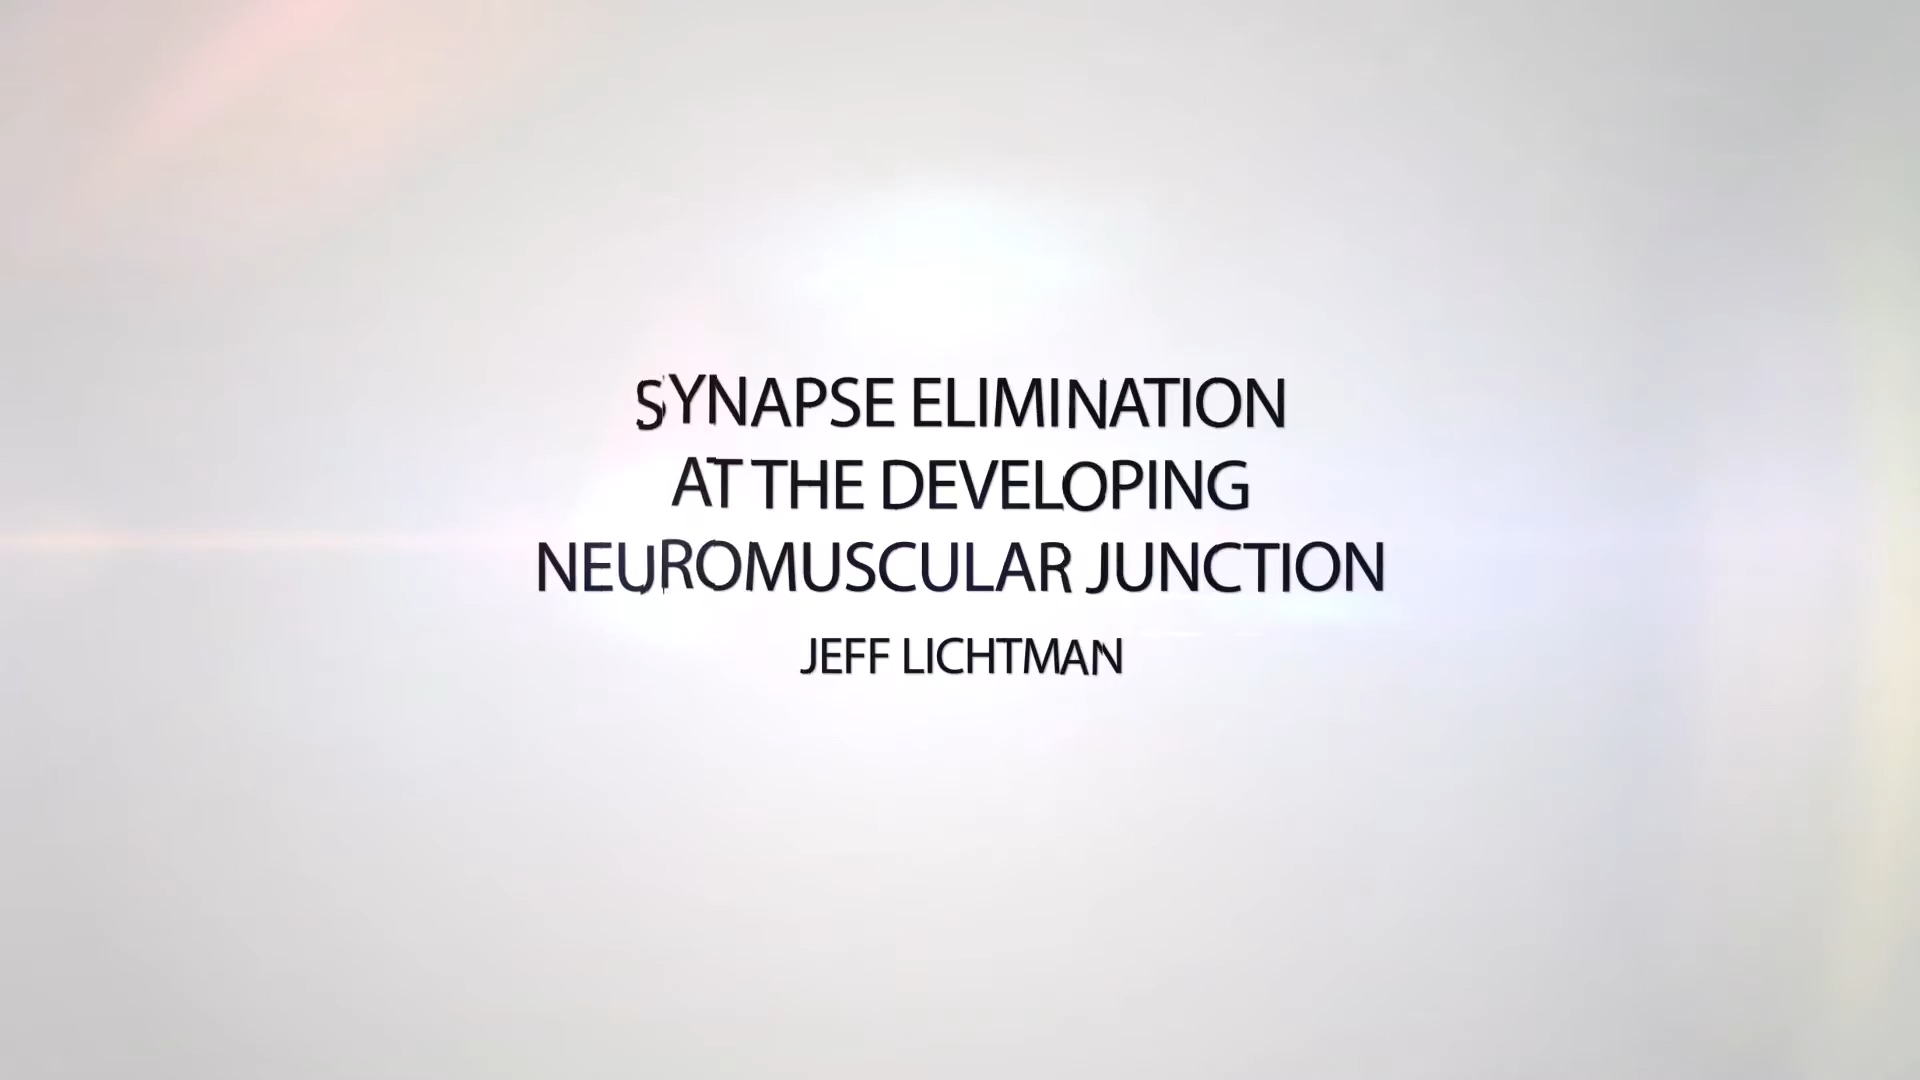 SYNAPSE ELIMINATION
AT THE DEVELOPING
NEUROMUSCULAR JUNCTION
JEFF LICHTMAN